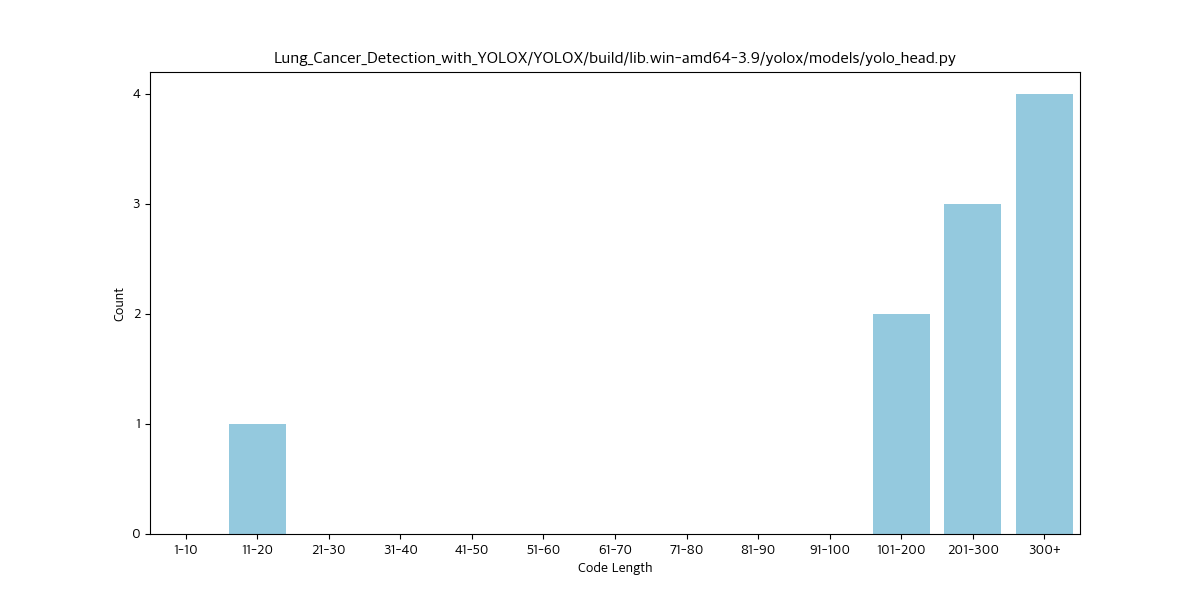 Lung_Cancer_Detection_with_YOLOX/YOLOX/build/lib.win-amd64-3.9/yolox/models/yolo_head.py
4
3
2
1
0
Count
1-10 11-20 21-30 31-40 41-50 51-60 61-70 71-80 81-90 91-100 101-200 201-300 300+
Code Length